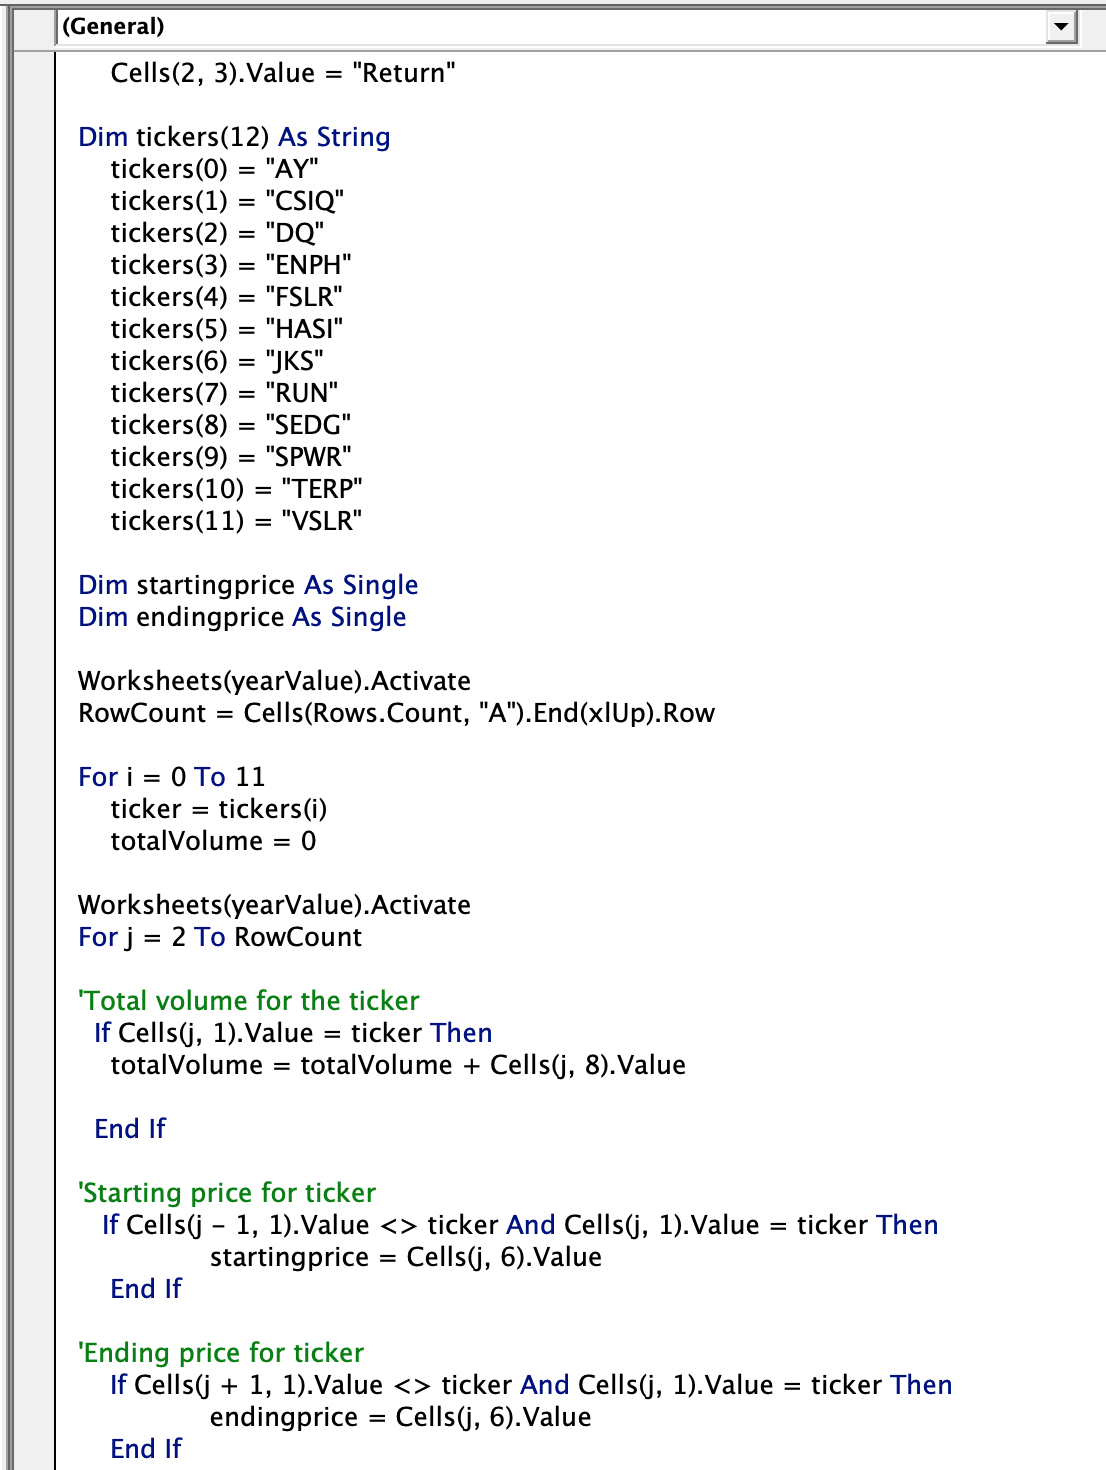 (General)
Cells(2, 3).Value = "Return"
Dim tickers(12) As String
tickers(0) = "AY"
tickers(1) = "CSIQ"
tickers(2) = "DQ"
tickers(3) = "ENPH"
tickers(4) = "FSLR"
tickers(5) = "HASI"
tickers(6) = "JKS"
tickers(7) = "RUN"
tickers(8) = "SEDG"
tickers(9) = "SPWR"
tickers(10) = "TERP"
tickers(11) = "VSLR"
Dim startingprice As Single
Dim endingprice As Single
Worksheets(yearValue).Activate
RowCount = Cells(Rows.Count, "A").End(xlUp).Row
For i = 0 To 11
ticker = tickers(i)
totalVolume = 0
Worksheets(yearValue).Activate
For j = 2 To RowCount
'Total volume for the ticker
If Cells(j, 1).Value = ticker Then
totalVolume = totalVolume + Cells(j, 8).Value
End If
'Starting price for ticker
If Cells(j - 1, 1).Value <> ticker And Cells(j, 1).Value = ticker Then
startingprice = Cells(j, 6).Value
End If
'Ending price for ticker
If Cells(j + 1, 1).Value <> ticker And Cells(j, 1).Value = ticker Then
endingprice = Cells(j, 6).Value
End If